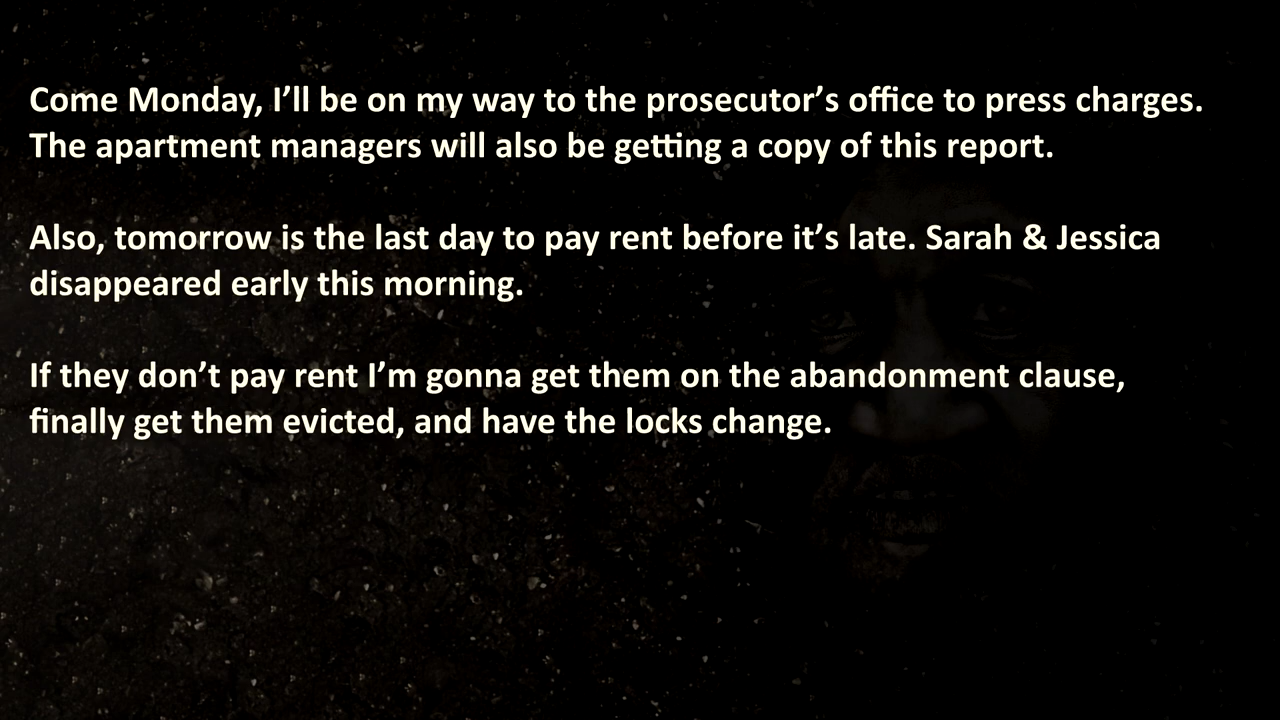 Come Monday, I’ll be on my way to the prosecutor’s office to press charges.
The apartment managers will also be getting a copy of this report.
Also, tomorrow is the last day to pay rent before it’s late. Sarah & Jessica
disappeared early this morning.
If they don’t pay rent I’m gonna get them on the abandonment clause,
finally get them evicted, and have the locks change.